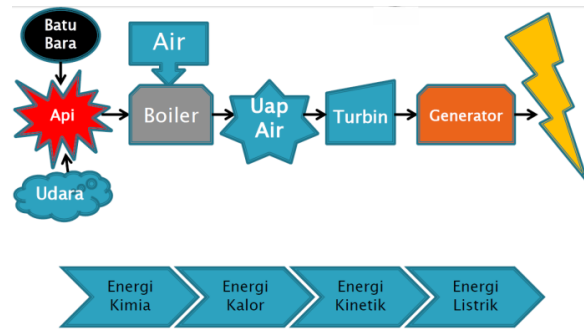 Batu
Bara
Air
Api
Boiler
Uap
Air
Turbin
Generator
Udara
Energi
Kimia
Energi
Kalor
Energi
Kinetik
Energi
Listrik